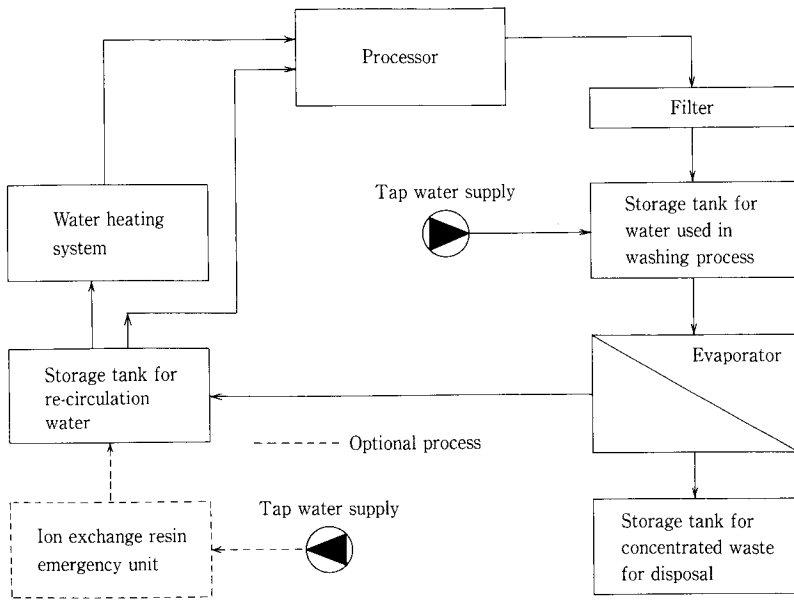 Processor
Filter
Tap water supply
Storage tank for
water used in
washing process
Water heating
system
Evaporator
Storage tank for
re-circulation
water
Optional process
Tap water supply
Ion exchange resin
emergency unit
Storage tank for
concentrated waste
for disposal